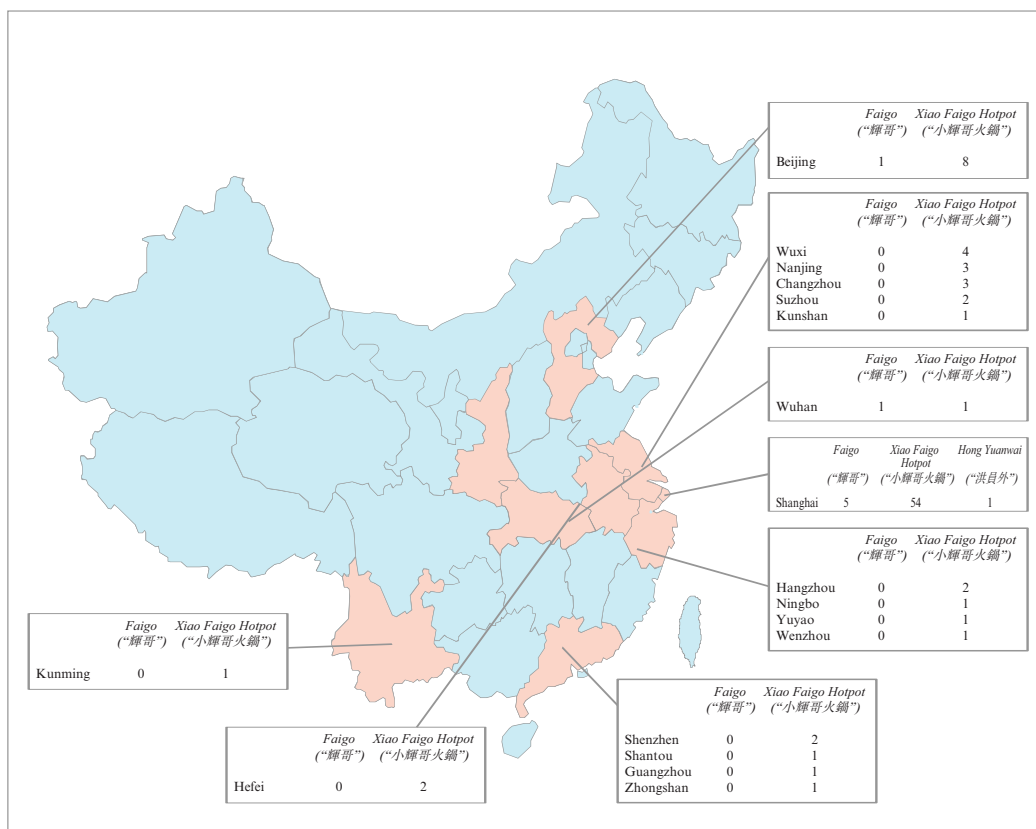 Faigo Xiao Faigo Hotpot
(“輝哥”) (“小輝哥火鍋”)
Beijing 1 8
Faigo Xiao Faigo Hotpot
(“輝哥”) (“小輝哥火鍋”)
Wuxi 0 4
Nanjing 0 3
Changzhou 0 3
Suzhou 0 2
Kunshan 0 1
Faigo Xiao Faigo Hotpot
(“輝哥”) (“小輝哥火鍋”)
Wuhan 1 1
Faigo Xiao Faigo Hong Yuanwai
Hotpot
(“輝哥”) (“小輝哥火鍋”) (“洪員外”)
Shanghai 5 54 1
Faigo Xiao Faigo Hotpot
(“輝哥”) (“小輝哥火鍋”)
Hangzhou 0 2
Ningbo 0 1
Yuyao 0 1
Wenzhou 0 1
Faigo Xiao Faigo Hotpot
(“輝哥”) (“小輝哥火鍋”)
Kunming 0 1
Faigo Xiao Faigo Hotpot
(“輝哥”) (“小輝哥火鍋”)
Shenzhen 0 2
Shantou 0 1
Guangzhou 0 1
Zhongshan 0 1
Faigo Xiao Faigo Hotpot
(“輝哥”) (“小輝哥火鍋”)
Hefei 0 2